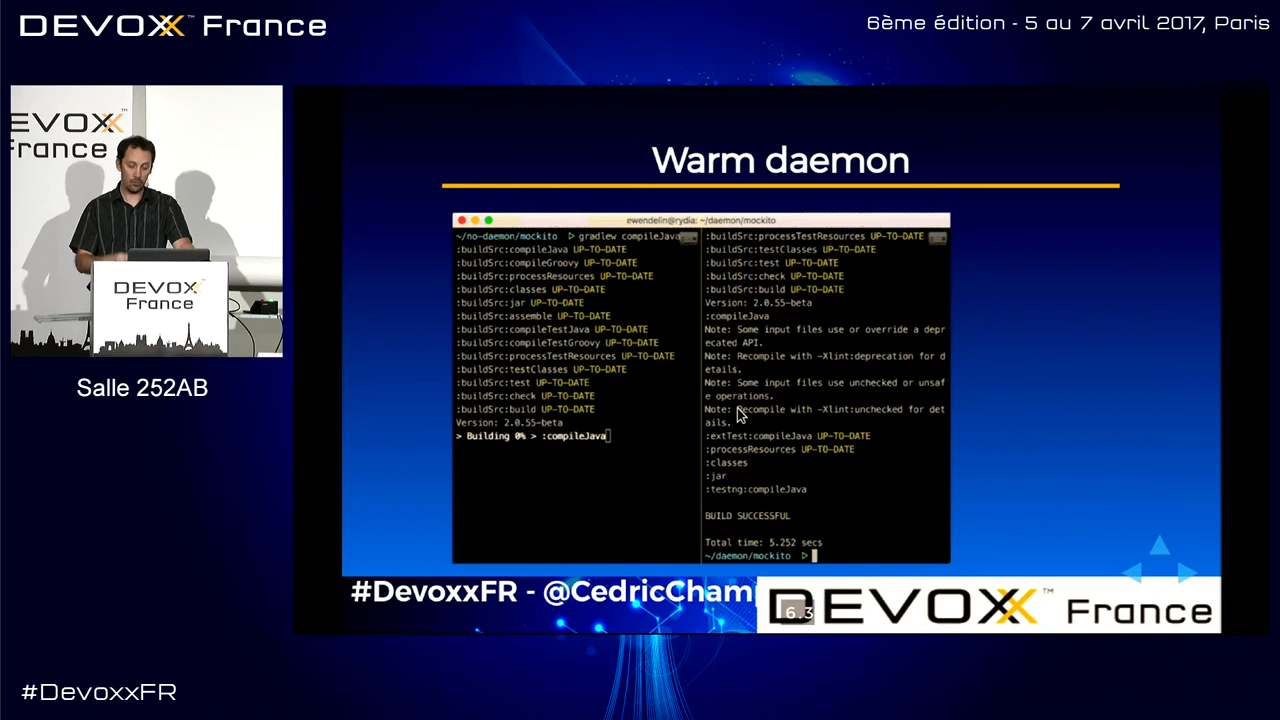 DEVOXX™ France
6ème édition - 5 au 7 avril 2017, Paris
EVOXX™
France
DEVOXX™
France
Salle 252AB
Warm daemon
ewendelin@rydia: ~/daemon/mockito
~/no-daemon/mockito ▷ gradlew compileJava
:buildSrc:compileJava UP-TO-DATE
:buildSrc:compileGroovy UP-TO-DATE
:buildSrc:processResources UP-TO-DATE
:buildSrc:classes UP-TO-DATE
:buildSrc:jar UP-TO-DATE
:buildSrc:assemble UP-TO-DATE
:buildSrc:compileTestJava UP-TO-DATE
:buildSrc:compileTestGroovy UP-TO-DATE
:buildSrc:processTestResources UP-TO-DATE
:buildSrc:testClasses UP-TO-DATE
:buildSrc:test UP-TO-DATE
:buildSrc:check UP-TO-DATE
:buildSrc:build UP-TO-DATE
Version: 2.0.55-beta
> Building 0% > :compileJava
:buildSrc:processTestResources UP-TO-DATE
:buildSrc:testClasses UP-TO-DATE
:buildSrc:test UP-TO-DATE
:buildSrc:check UP-TO-DATE
:buildSrc:build UP-TO-DATE
Version: 2.0.55-beta
:compileJava
Note: Some input files use or override a depr
ecated API.
Note: Recompile with -Xlint:deprecation for d
etails.
Note: Some input files use unchecked or unsaf
e operations.
Note: Recompile with -Xlint:unchecked for det
ails.
:extTest:compileJava UP-TO-DATE
:processResources UP-TO-DATE
:classes
:jar
:testng:compileJava
BUILD SUCCESSFUL
Total time: 5.252 secs
~/daemon/mockito ▷
#DevoxxFR - @CedricChamp
6.3
DEVOXX™ France
#DevoxxFR